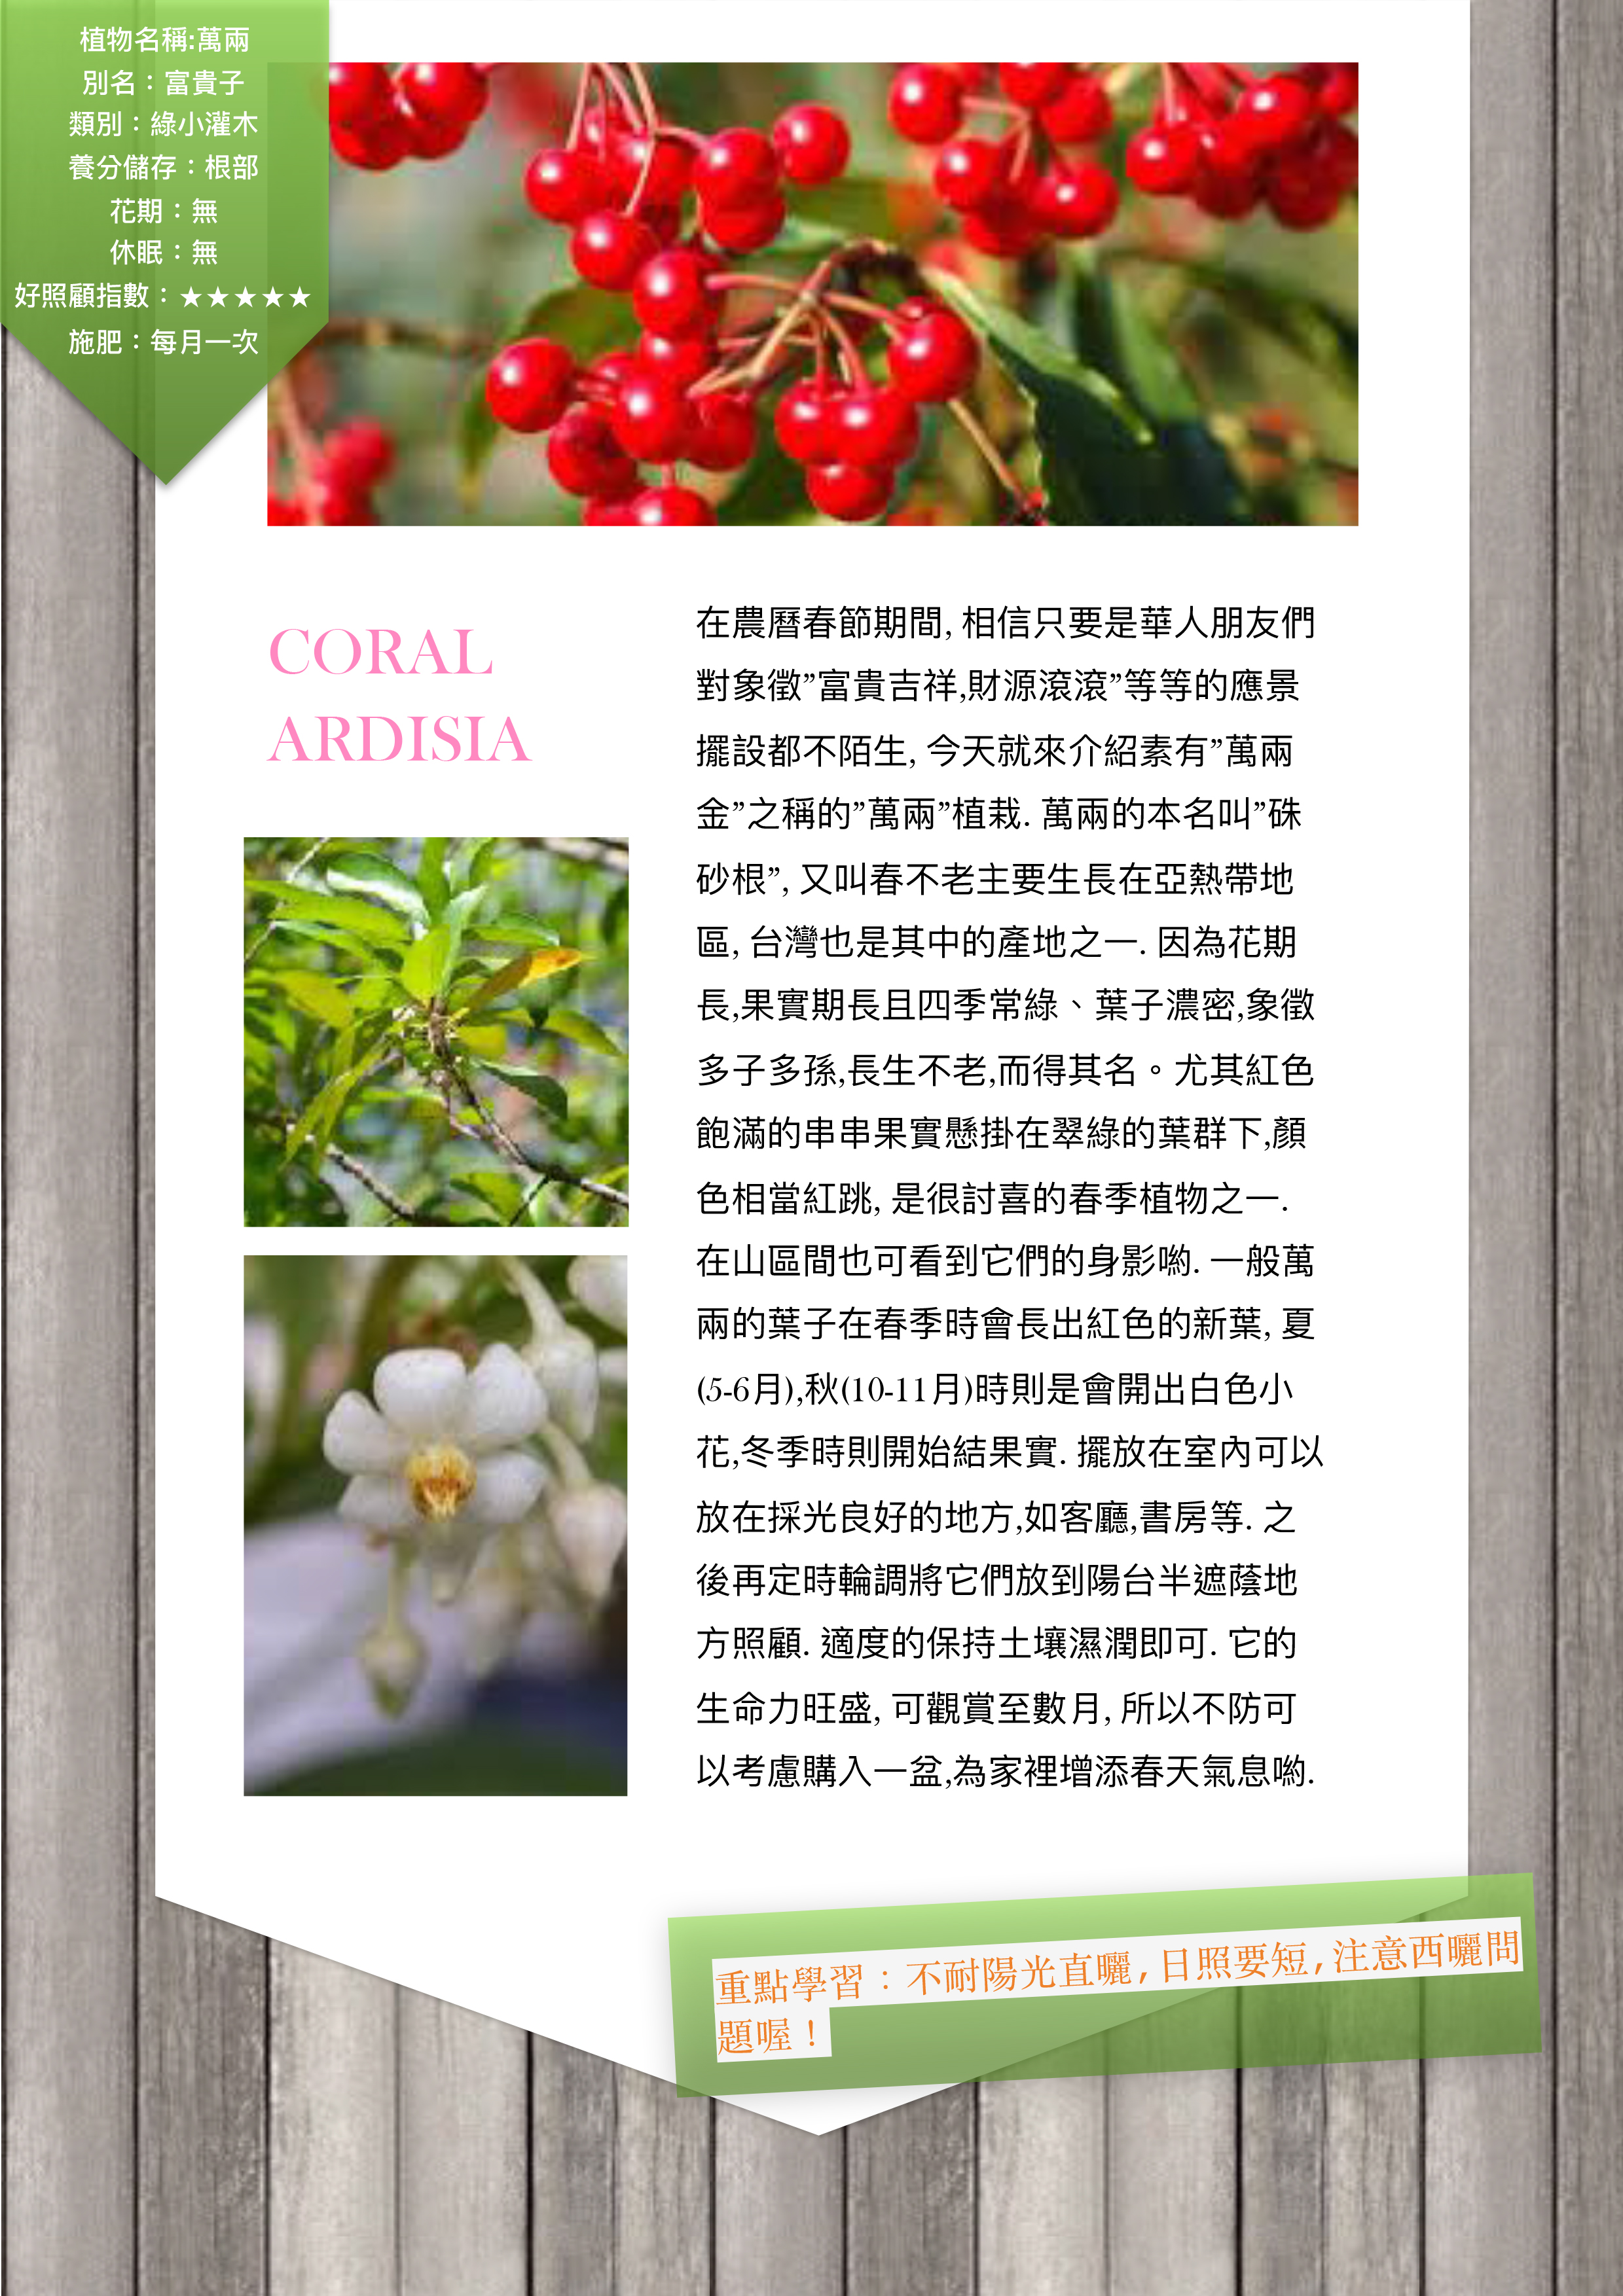 植物名稱:萬兩
別名：富貴子
類別：綠小灌木
養分儲存：根部
花期：無
休眠：無
好照顧指數：★★★★★
施肥：每月一次
CORAL
ARDISIA
在農曆春節期間, 相信只要是華人朋友們
對象徵”富貴吉祥,財源滾滾”等等的應景
擺設都不陌生, 今天就來介紹素有”萬兩
金”之稱的”萬兩”植栽. 萬兩的本名叫”硃
砂根”, 又叫春不老主要生長在亞熱帶地
區, 台灣也是其中的產地之一. 因為花期
長,果實期長且四季常綠、葉子濃密,象徵
多子多孫,長生不老,而得其名。尤其紅色
飽滿的串串果實懸掛在翠綠的葉群下,顏
色相當紅跳, 是很討喜的春季植物之一.
在山區間也可看到它們的身影喲. 一般萬
兩的葉子在春季時會長出紅色的新葉, 夏
(5-6月),秋(10-11月)時則是會開出白色小
花,冬季時則開始結果實. 擺放在室內可以
放在採光良好的地方,如客廳,書房等. 之
後再定時輪調將它們放到陽台半遮蔭地
方照顧. 適度的保持土壤濕潤即可. 它的
生命力旺盛, 可觀賞至數月, 所以不防可
以考慮購入一盆,為家裡增添春天氣息喲.
重點學習：不耐陽光直曬,日照要短,注意西曬問
題喔！